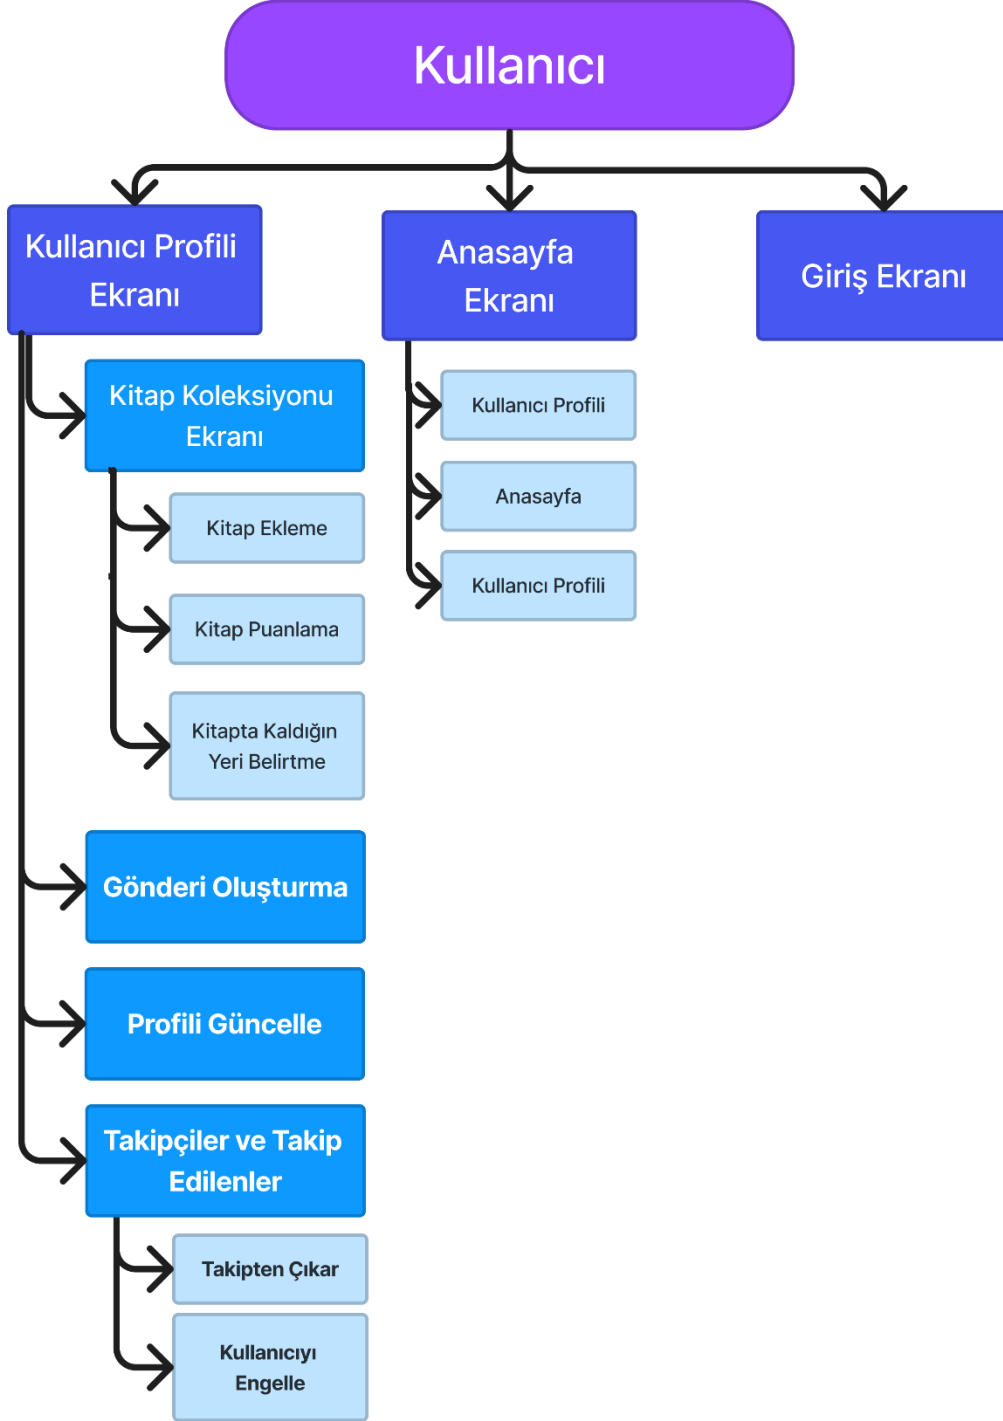 Kullanıcı
Kullanıcı Profili
Ekranı
Kitap Koleksiyonu
Ekranı
Kitap Ekleme
Kitap Puanlama
Kitapta Kaldığın
Yeri Belirtme
Gönderi Oluşturma
Profili Güncelle
Takipçiler ve Takip
Edilenler
Takipten Çıkar
Kullanıcıyı
Engelle
Anasayfa
Ekranı
Kullanıcı Profili
Anasayfa
Kullanıcı Profili
Giriş Ekranı